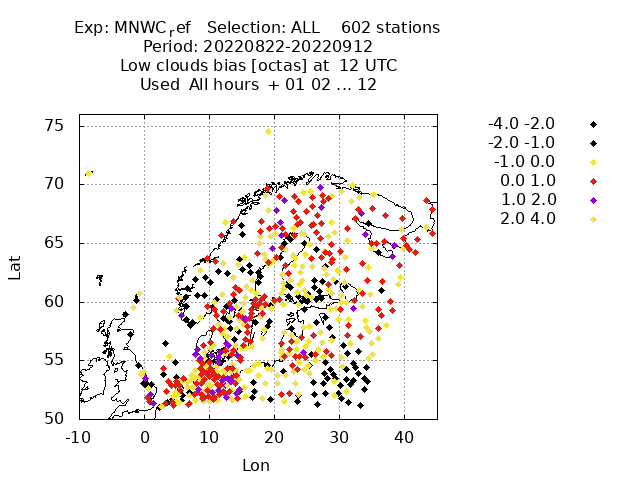 Exp: MNWCref   Selection: ALL    602 stations
Period: 20220822-20220912
Low clouds bias [octas] at  12 UTC
Used  All hours  + 01 02 ... 12
-4.0 -2.0
-2.0 -1.0
-1.0 0.0
0.0 1.0
1.0 2.0
2.0 4.0
75
70
65
60
55
50
Lat
-10 0 10 20 30 40
Lon